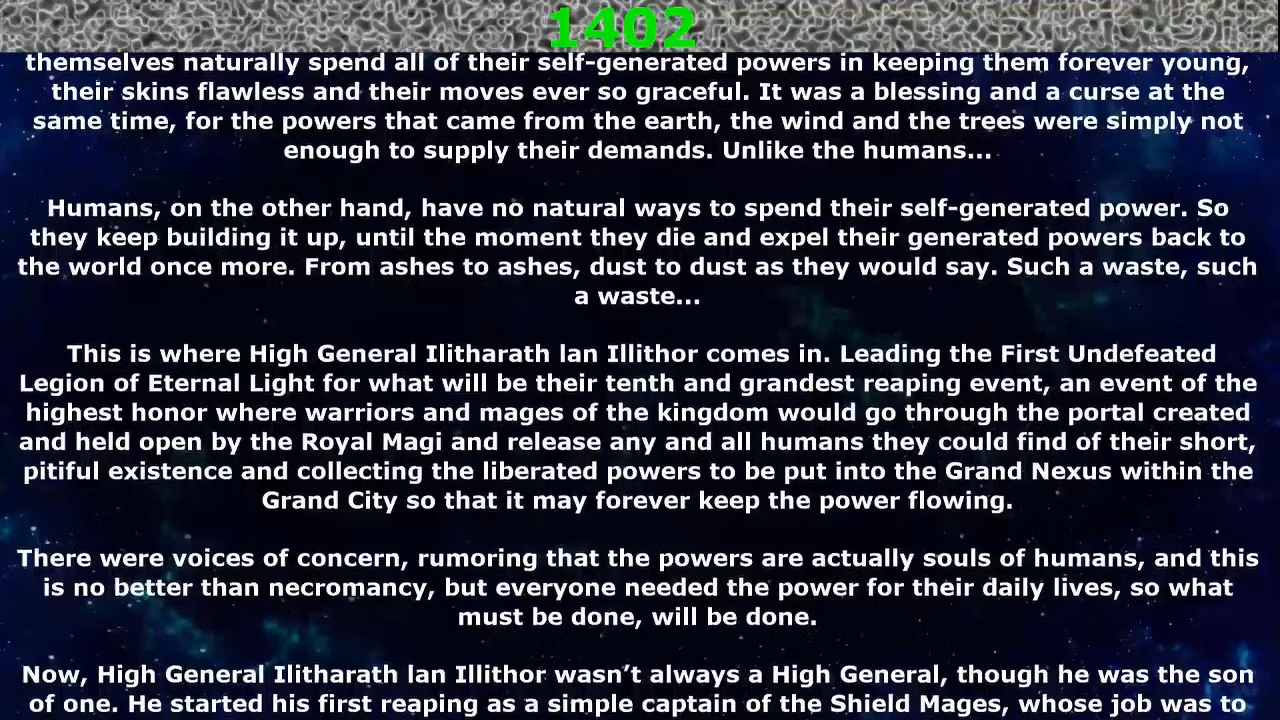 1402
themselves naturally spend all of their self-generated powers in keeping them forever young,
their skins flawless and their moves ever so graceful. It was a blessing and a curse at the
same time, for the powers that came from the earth, the wind and the trees were simply not
enough to supply their demands. Unlike the humans...
Humans, on the other hand, have no natural ways to spend their self-generated power. So
they keep building it up, until the moment they die and expel their generated powers back to
the world once more. From ashes to ashes, dust to dust as they would say. Such a waste, such
a waste...
This is where High General Ilitharath lan Illithor comes in. Leading the First Undefeated
Legion of Eternal Light for what will be their tenth and grandest reaping event, an event of the
highest honor where warriors and mages of the kingdom would go through the portal created
and held open by the Royal Magi and release any and all humans they could find of their short,
pitiful existence and collecting the liberated powers to be put into the Grand Nexus within the
Grand City so that it may forever keep the power flowing.
There were voices of concern, rumoring that the powers are actually souls of humans, and this
is no better than necromancy, but everyone needed the power for their daily lives, so what
must be done, will be done.
Now, High General Ilitharath lan Illithor wasn’t always a High General, though he was the son
of one. He started his first reaping as a simple captain of the Shield Mages, whose job was to